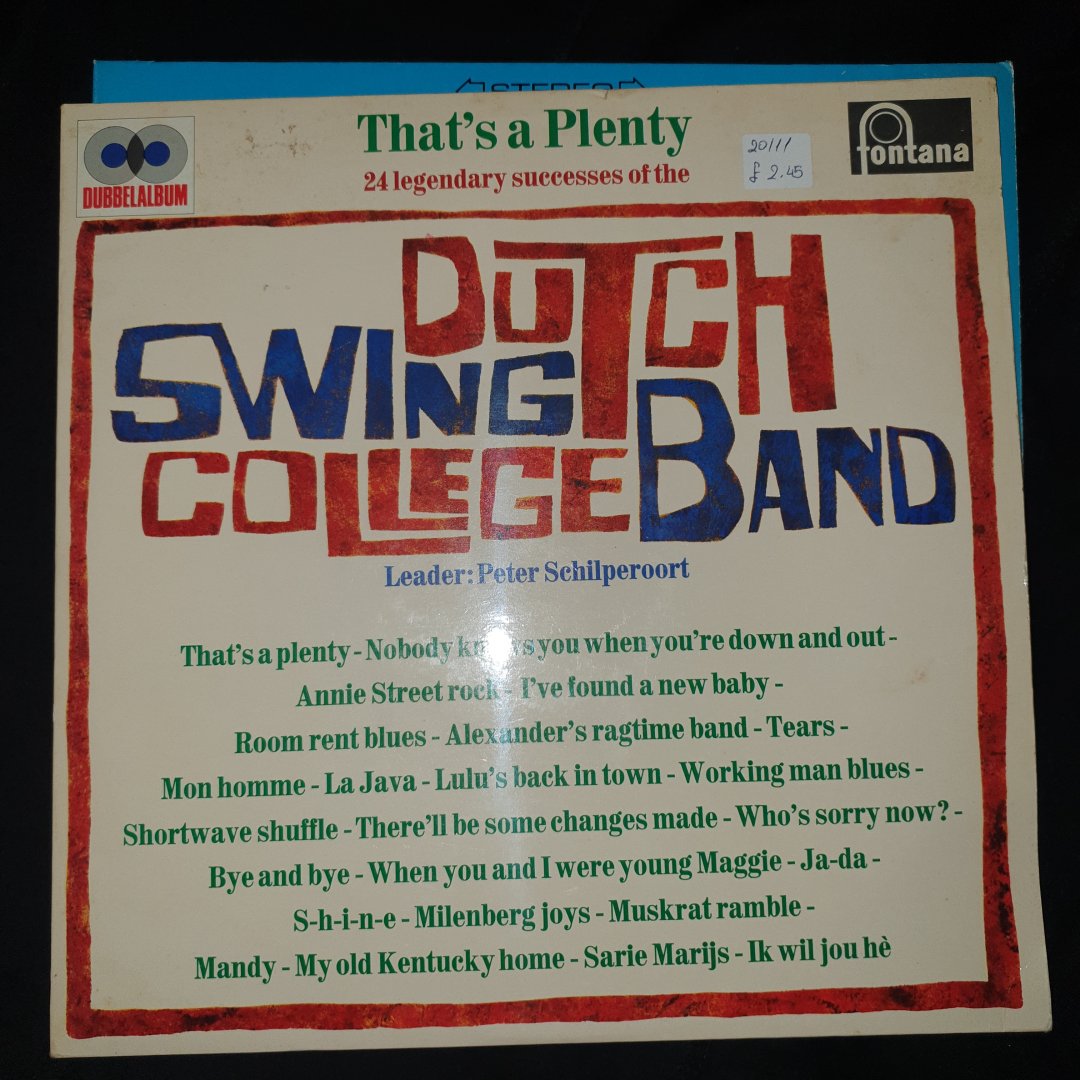 STEREO
That's a Plenty
24 legendary successes of the
DUBBELALBUM
20111
£ 2.45
fontana
DUTCH
SWING
COLLEGE BAND
Leader: Peter Schilperoort
That's a plenty - Nobody knows you when you're down and out -
Annie Street rock - I've found a new baby -
Room rent blues - Alexander's ragtime band - Tears -
Mon homme - La Java - Lulu's back in town - Working man blues -
Shortwave shuffle - There'll be some changes made - Who's sorry now? -
Bye and bye - When you and I were young Maggie - Ja-da -
S-h-i-n-e - Milenberg joys - Muskrat ramble -
Mandy - My old Kentucky home - Sarie Marijs - Ik wil jou hè